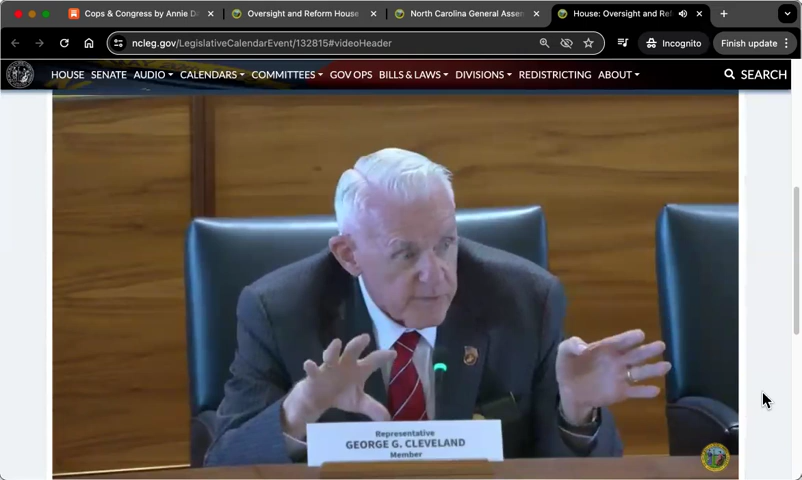 Cops & Congress by Annie D
Oversight and Reform House
North Carolina General Assem
House: Oversight and Ref
ncleg.gov/LegislativeCalendarEvent/132815#videoHeader
Incognito
Finish update
HOUSE SENATE AUDIO CALENDARS COMMITTEES GOV OPS BILLS & LAWS DIVISIONS REDISTRICTING ABOUT SEARCH
Representative
GEORGE G. CLEVELAND
Member